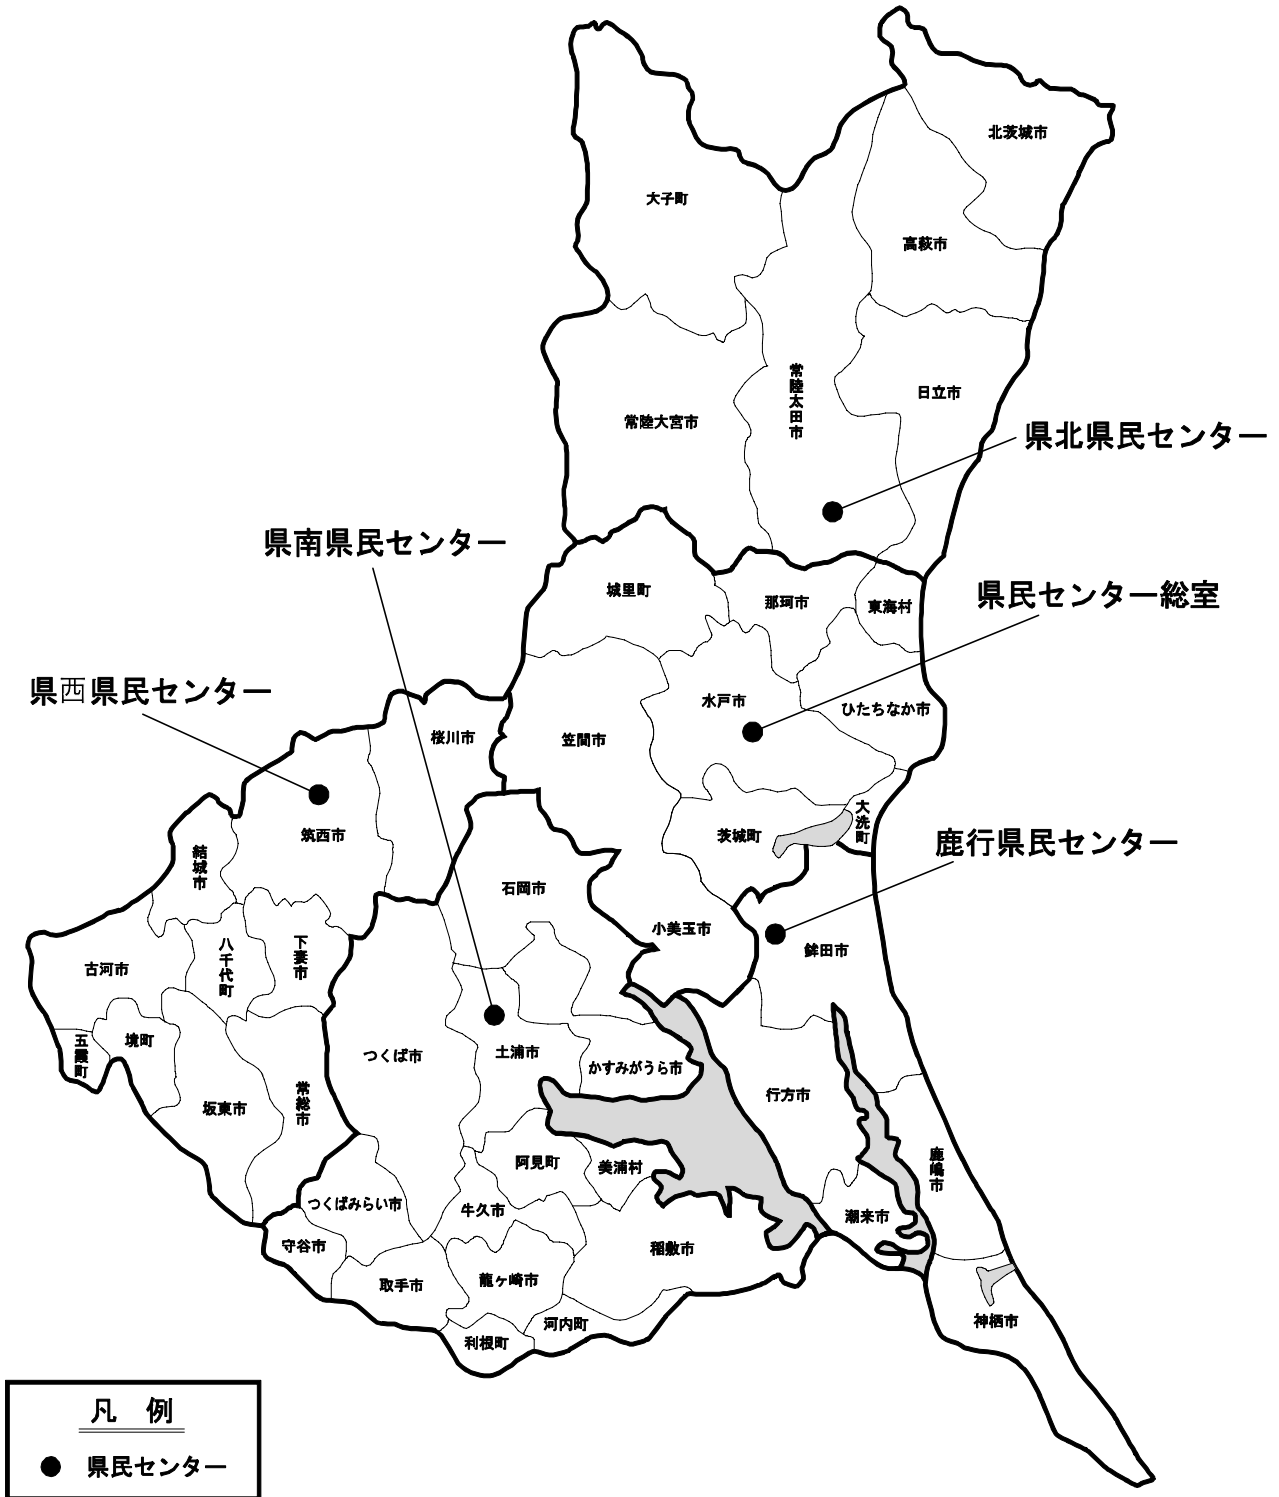 北茨城市
大子町
高萩市
常陸太田市
日立市
常陸大宮市
県北県民センター
県南県民センター
城里町
那珂市
東海村
県民センター総室
県西県民センター
水戸市
ひたちなか市
桜川市
笠間市
筑西市
茨城町
大洗町
鹿行県民センター
結城市
石岡市
小美玉市
鉾田市
八千代町
下妻市
古河市
五霞町
境町
つくば市
土浦市
かすみがうら市
行方市
坂東市
常総市
阿見町
美浦村
鹿嶋市
つくばみらい市
牛久市
潮来市
守谷市
稲敷市
取手市
龍ヶ崎市
河内町
神栖市
利根町
凡 例
● 県民センター